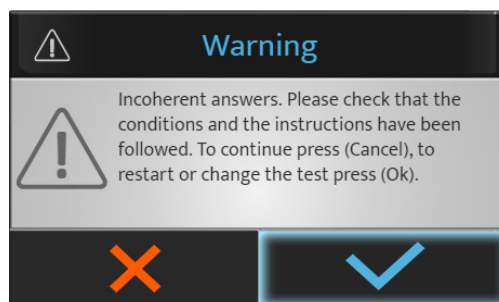 Warning
Incoherent answers. Please check that the
conditions and the instructions have been
followed. To continue press (Cancel), to
restart or change the test press (Ok).